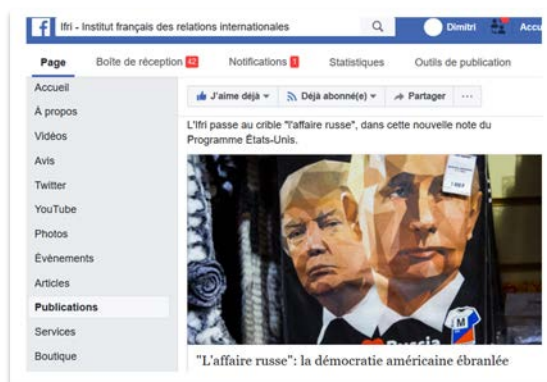 f Ifri - Institut français des relations internationales Dimitri Accu
Page Boîte de réception 42 Notifications 1 Statistiques Outils de publication
Accueil
À propos
Vidéos
Avis
Twitter
YouTube
Photos
Évènements
Articles
Publications
Services
Boutique
J'aime déjà Déjà abonné(e) Partager ...
L'Ifri passe au crible "l'affaire russe", dans cette nouvelle note du
Programme États-Unis.
Russia
M
"L'affaire russe": la démocratie américaine ébranlée